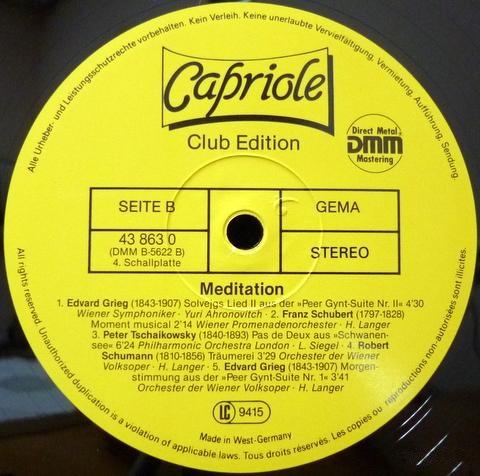 Alle Urheber- und Leistungsschutzrechte vorbehalten. Kein Verleih. Keine unerlaubte Vervielfältigung, Vermietung, Aufführung, Sendung.
Capriole
Club Edition
Direct Metal
DMM
Mastering
SEITE B
GEMA
43 863 0
(DMM B-5622 B)
4. Schallplatte
STEREO
Meditation
1. Edvard Grieg (1843-1907) Solvejgs Lied II aus der »Peer Gynt-Suite Nr. II« 4'30
Wiener Symphoniker · Yuri Ahronovitch · 2. Franz Schubert (1797-1828)
Moment musical 2'14 Wiener Promenadenorchester · H. Langer
3. Peter Tschaikowsky (1840-1893) Pas de Deux aus »Schwanen-
see« 6'24 Philharmonic Orchestra London · L. Siegel · 4. Robert
Schumann (1810-1856) Träumerei 3'29 Orchester der Wiener
Volksoper · H. Langer · 5. Edvard Grieg (1843-1907) Morgen-
stimmung aus der »Peer Gynt-Suite Nr. 1« 3'41
Orchester der Wiener Volksoper · H. Langer
LC 9415
Made in West-Germany
All rights reserved. Unauthorized duplication is a violation of applicable laws. Tous droits réservés. Les copies ou reproductions non-autorisées sont illicites.